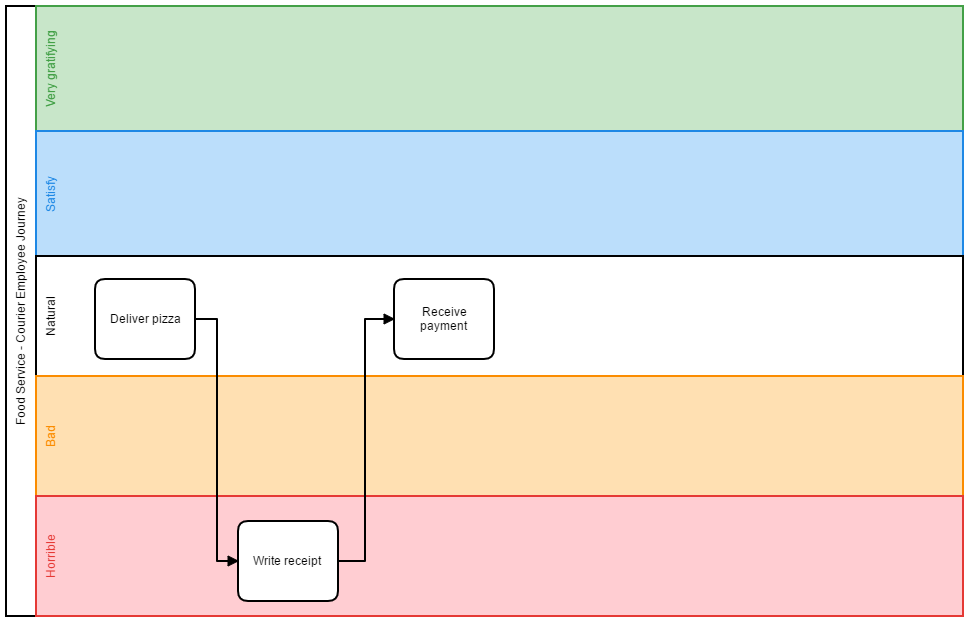 Food Service - Courier Employee Journey
Very gratifying
Satisfy
Natural
Deliver pizza
Receive
payment
Bad
Horrible
Write receipt